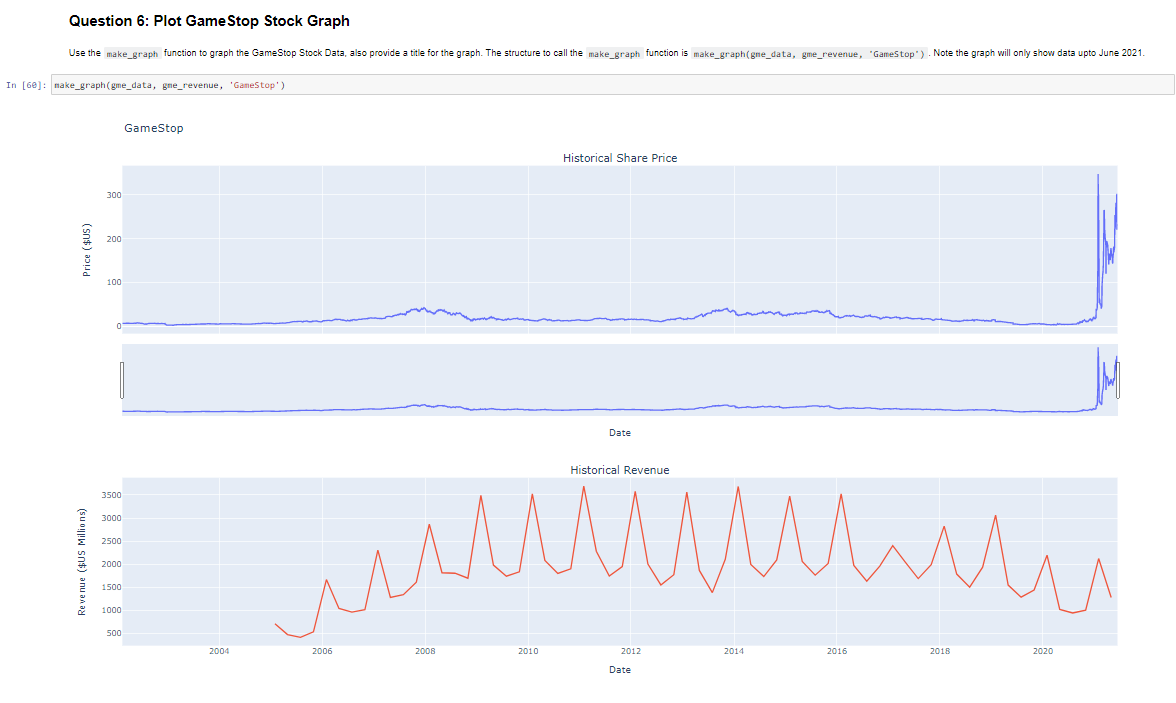 Question 6: Plot GameStop Stock Graph
Use the make_graph function to graph the GameStop Stock Data, also provide a title for the graph. The structure to call the make_graph function is make_graph(gme_data, gme_revenue, 'GameStop') . Note the graph will only show data upto June 2021.
In [60]: make_graph(gme_data, gme_revenue, 'GameStop')
GameStop
Historical Share Price
300
200
100
0
Price ($US)
Date
Historical Revenue
3500
3000
2500
2000
1500
1000
500
Revenue ($US Millions)
2004 2006 2008 2010 2012 2014 2016 2018 2020
Date